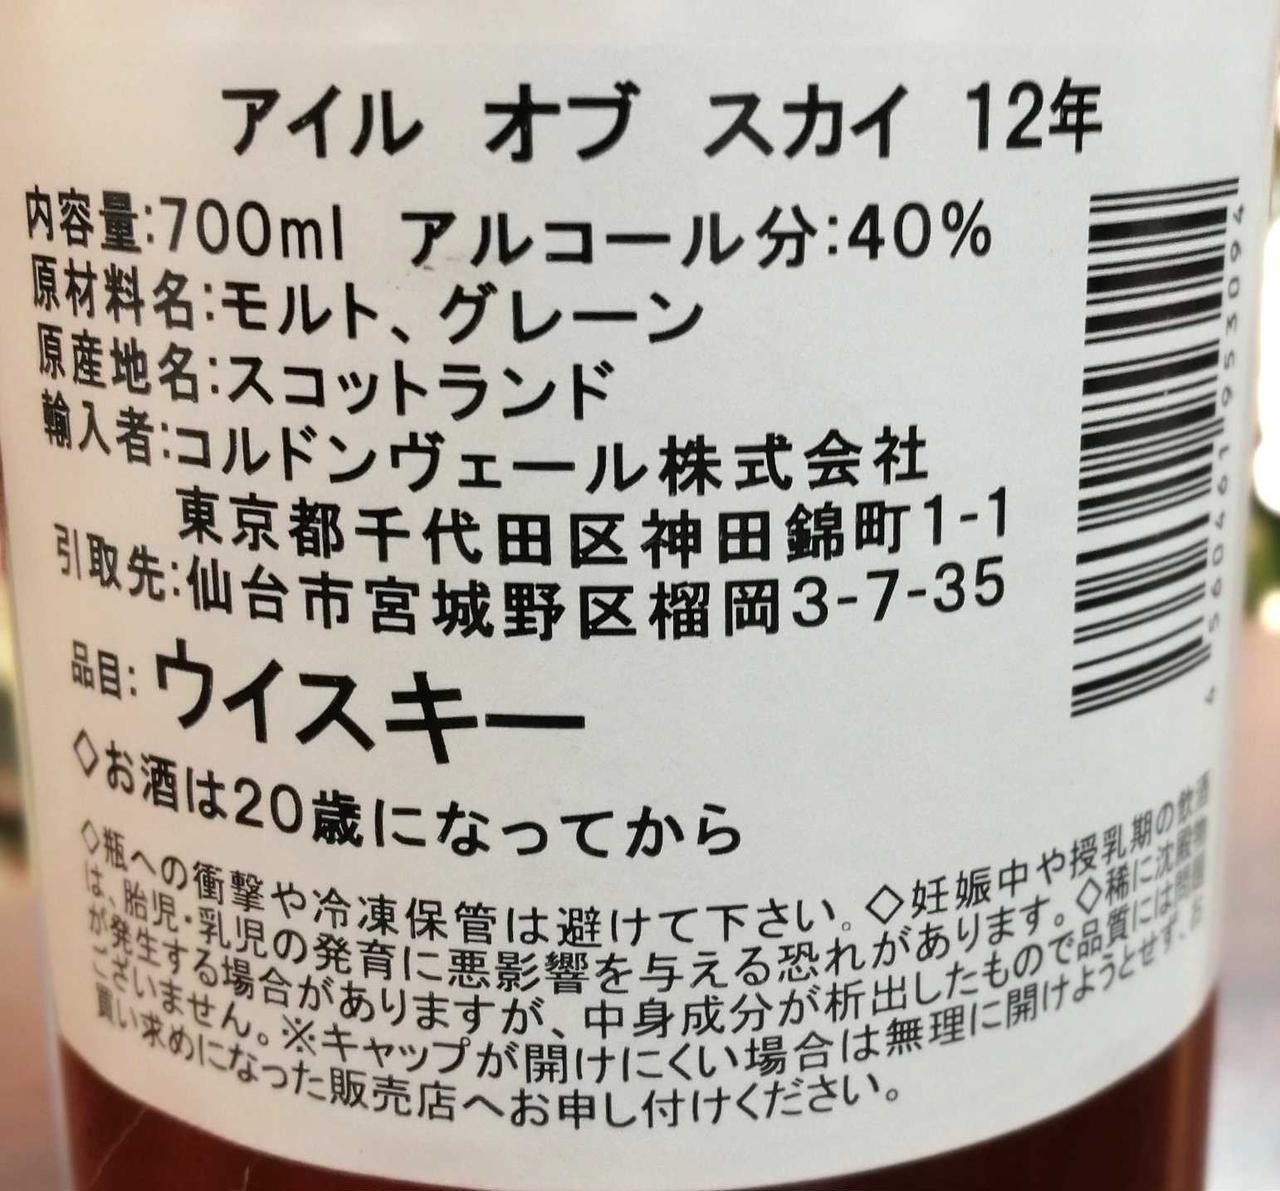 アイル オブ スカイ 12年
内容量:700ml アルコール分:40%
原材料名:モルト、グレーン
原産地名:スコットランド
輸入者:コルドンヴェール株式会社
東京都千代田区神田錦町1-1
引取先:仙台市宮城野区榴岡3-7-35
品目:ウイスキー
◇お酒は20歳になってから
◇瓶への衝撃や冷凍保管は避けて下さい。◇妊娠中や授乳期の飲酒
は、胎児・乳児の発育に悪影響を与える恐れがあります。◇稀に沈殿物
が発生する場合がありますが、中身成分が析出したもので品質には問題
ございません。※キャップが開けにくい場合は無理に開けようとせず、お
買い求めになった販売店へお申し付けください。
4560461953094